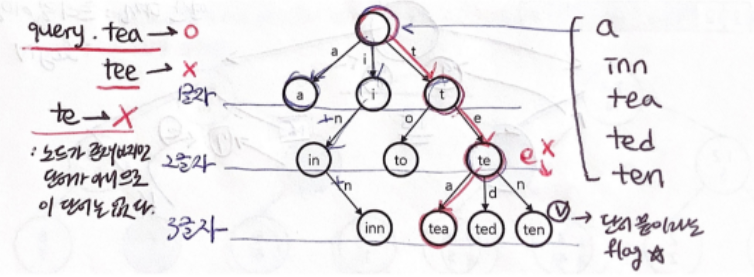 query. tea → O
tee → X
te → X
: 노드가 존재하지만
단어가 아니므로
이 단어는 없다.
1글자
2글자
3글자
a
i
t
a
i
t
+n
o
e
in
to
te
e X
+n
a
d
n
inn
tea
ted
ten
V → 단어 끝이라는
flag ☆
a
inn
tea
ted
ten